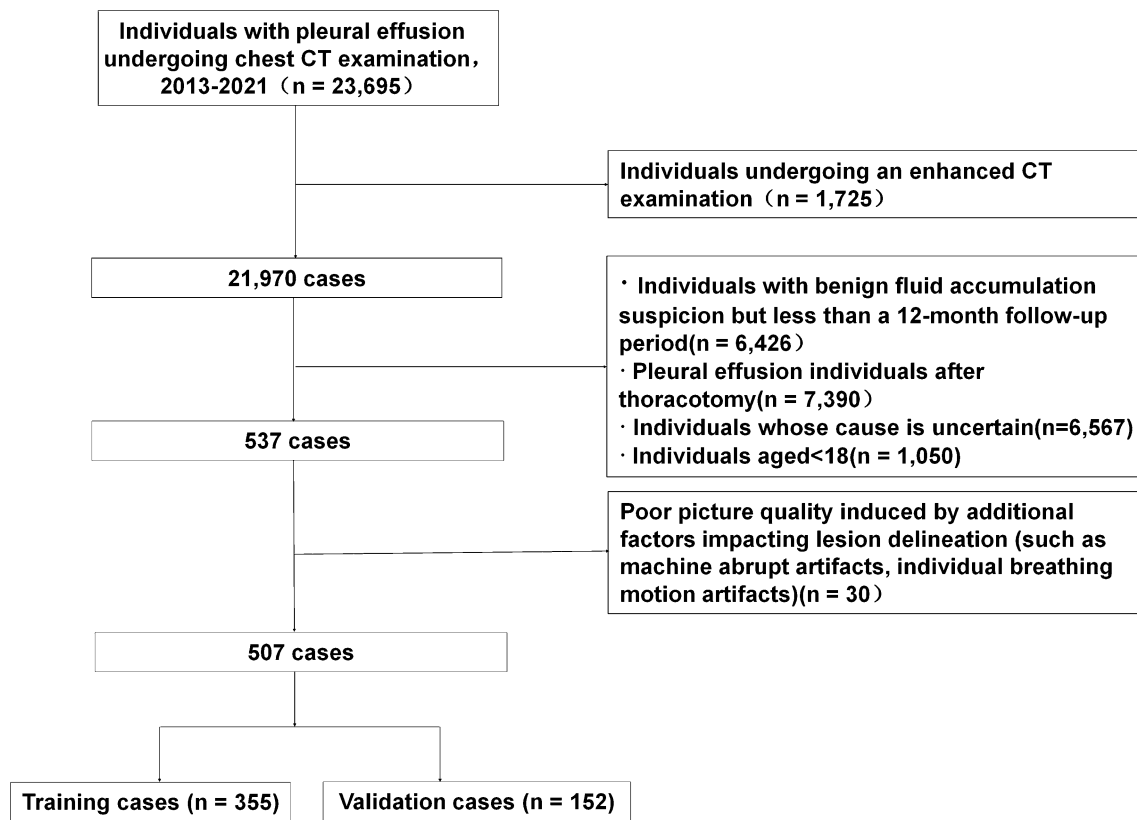 Individuals with pleural effusion
undergoing chest CT examination，
2013-2021（n = 23,695）
Individuals undergoing an enhanced CT
examination（n = 1,725）
21,970 cases
· Individuals with benign fluid accumulation
suspicion but less than a 12-month follow-up
period(n = 6,426）
· Pleural effusion individuals after
thoracotomy(n = 7,390）
· Individuals whose cause is uncertain(n=6,567)
· Individuals aged<18(n = 1,050)
537 cases
Poor picture quality induced by additional
factors impacting lesion delineation (such as
machine abrupt artifacts, individual breathing
motion artifacts)(n = 30）
507 cases
Training cases (n = 355)
Validation cases (n = 152)